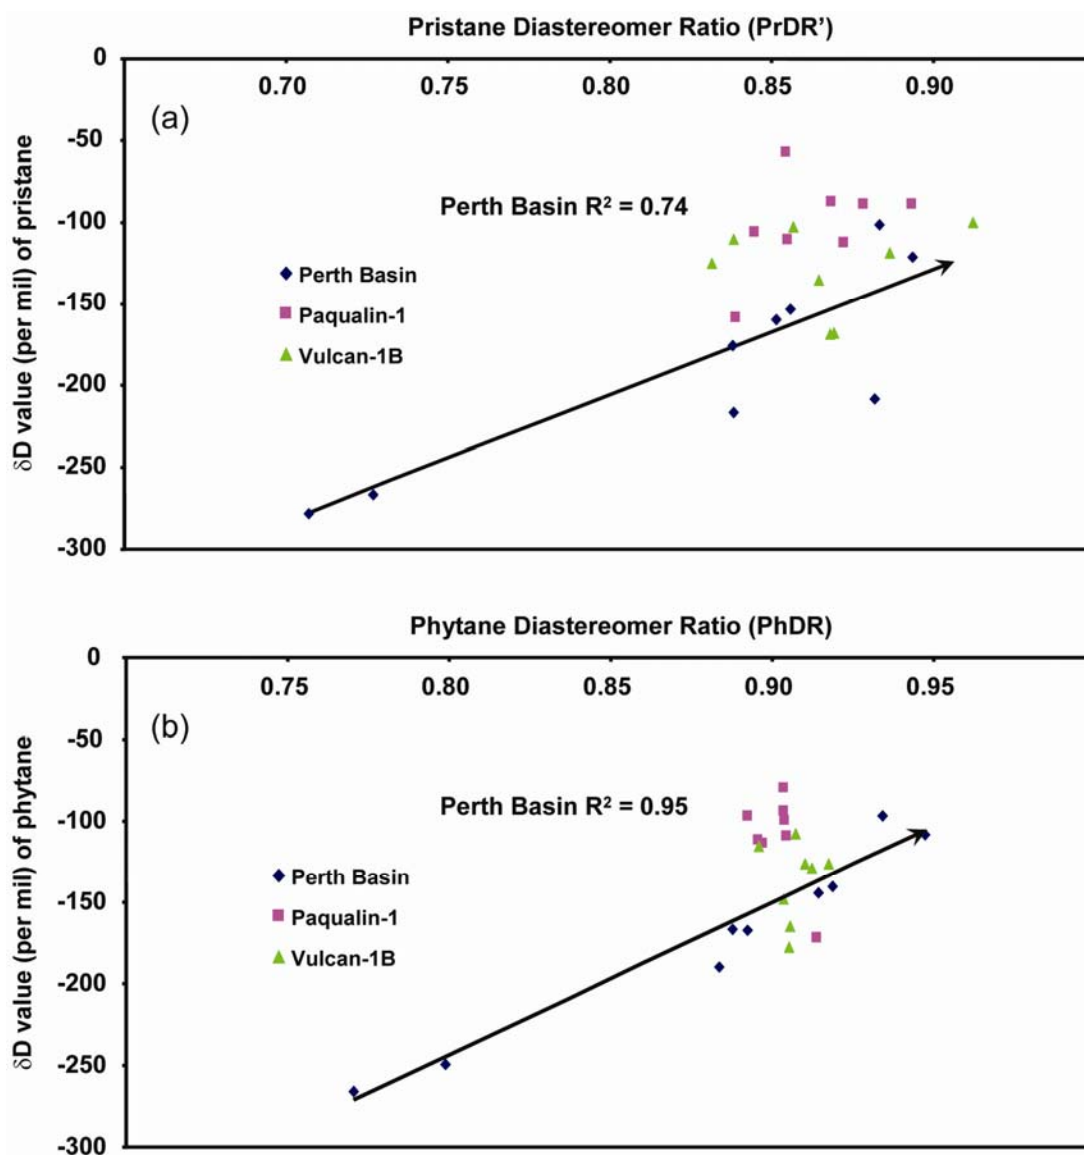 Pristane Diastereomer Ratio (PrDR’)
0
0.70 0.75 0.80 0.85 0.90
(a)
-50
-100
Perth Basin R² = 0.74
Perth Basin
-150
Paqualin-1
Vulcan-1B
-200
-250
-300
δD value (per mil) of pristane
Phytane Diastereomer Ratio (PhDR)
0
0.75 0.80 0.85 0.90 0.95
(b)
-50
-100
Perth Basin R² = 0.95
Perth Basin
-150
Paqualin-1
Vulcan-1B
-200
-250
-300
δD value (per mil) of phytane